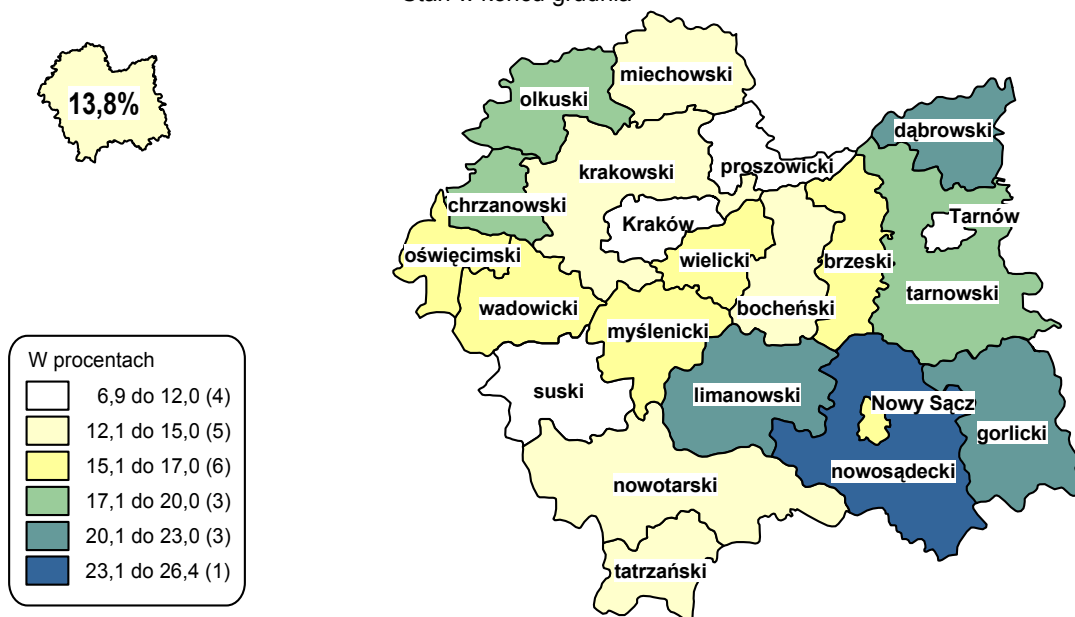 Stan w końcu grudnia
13,8%
miechowski
olkuski
dąbrowski
proszowicki
krakowski
chrzanowski
Tarnów
Kraków
oświęcimski
wielicki
brzeski
tarnowski
wadowicki
bocheński
myślenicki
suski
limanowski
Nowy Sącz
gorlicki
nowosądecki
nowotarski
tatrzański
W procentach
6,9 do 12,0 (4)
12,1 do 15,0 (5)
15,1 do 17,0 (6)
17,1 do 20,0 (3)
20,1 do 23,0 (3)
23,1 do 26,4 (1)